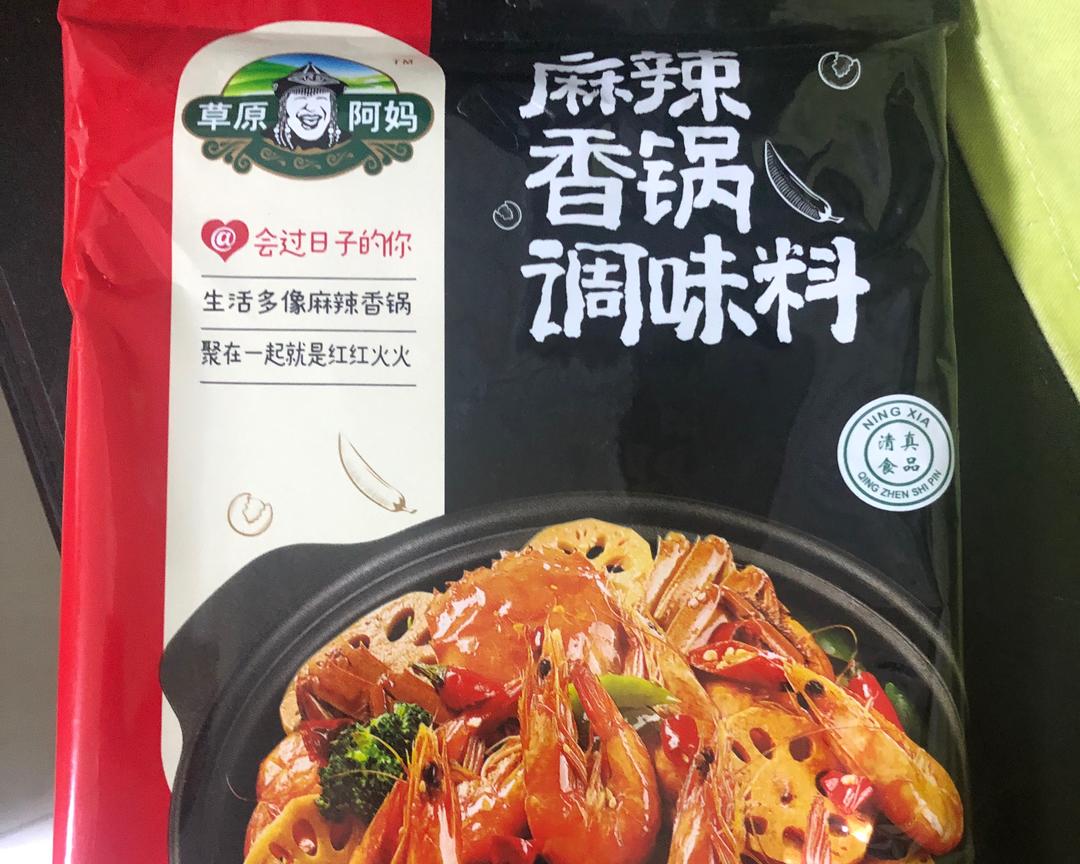 草原阿妈
TM
@会过日子的你
生活多像麻辣香锅
聚在一起就是红红火火
麻辣
香锅
调味料
NING XIA
清真
食品
QING ZHEN SHI PIN